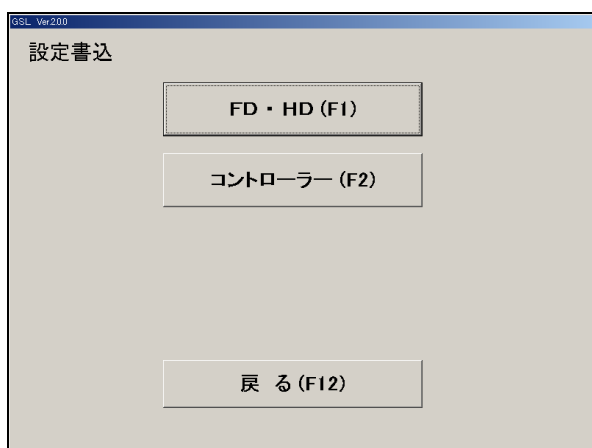 GSL Ver.2.0.0
設定書込
FD・HD (F1)
コントローラー (F2)
戻 る (F12)